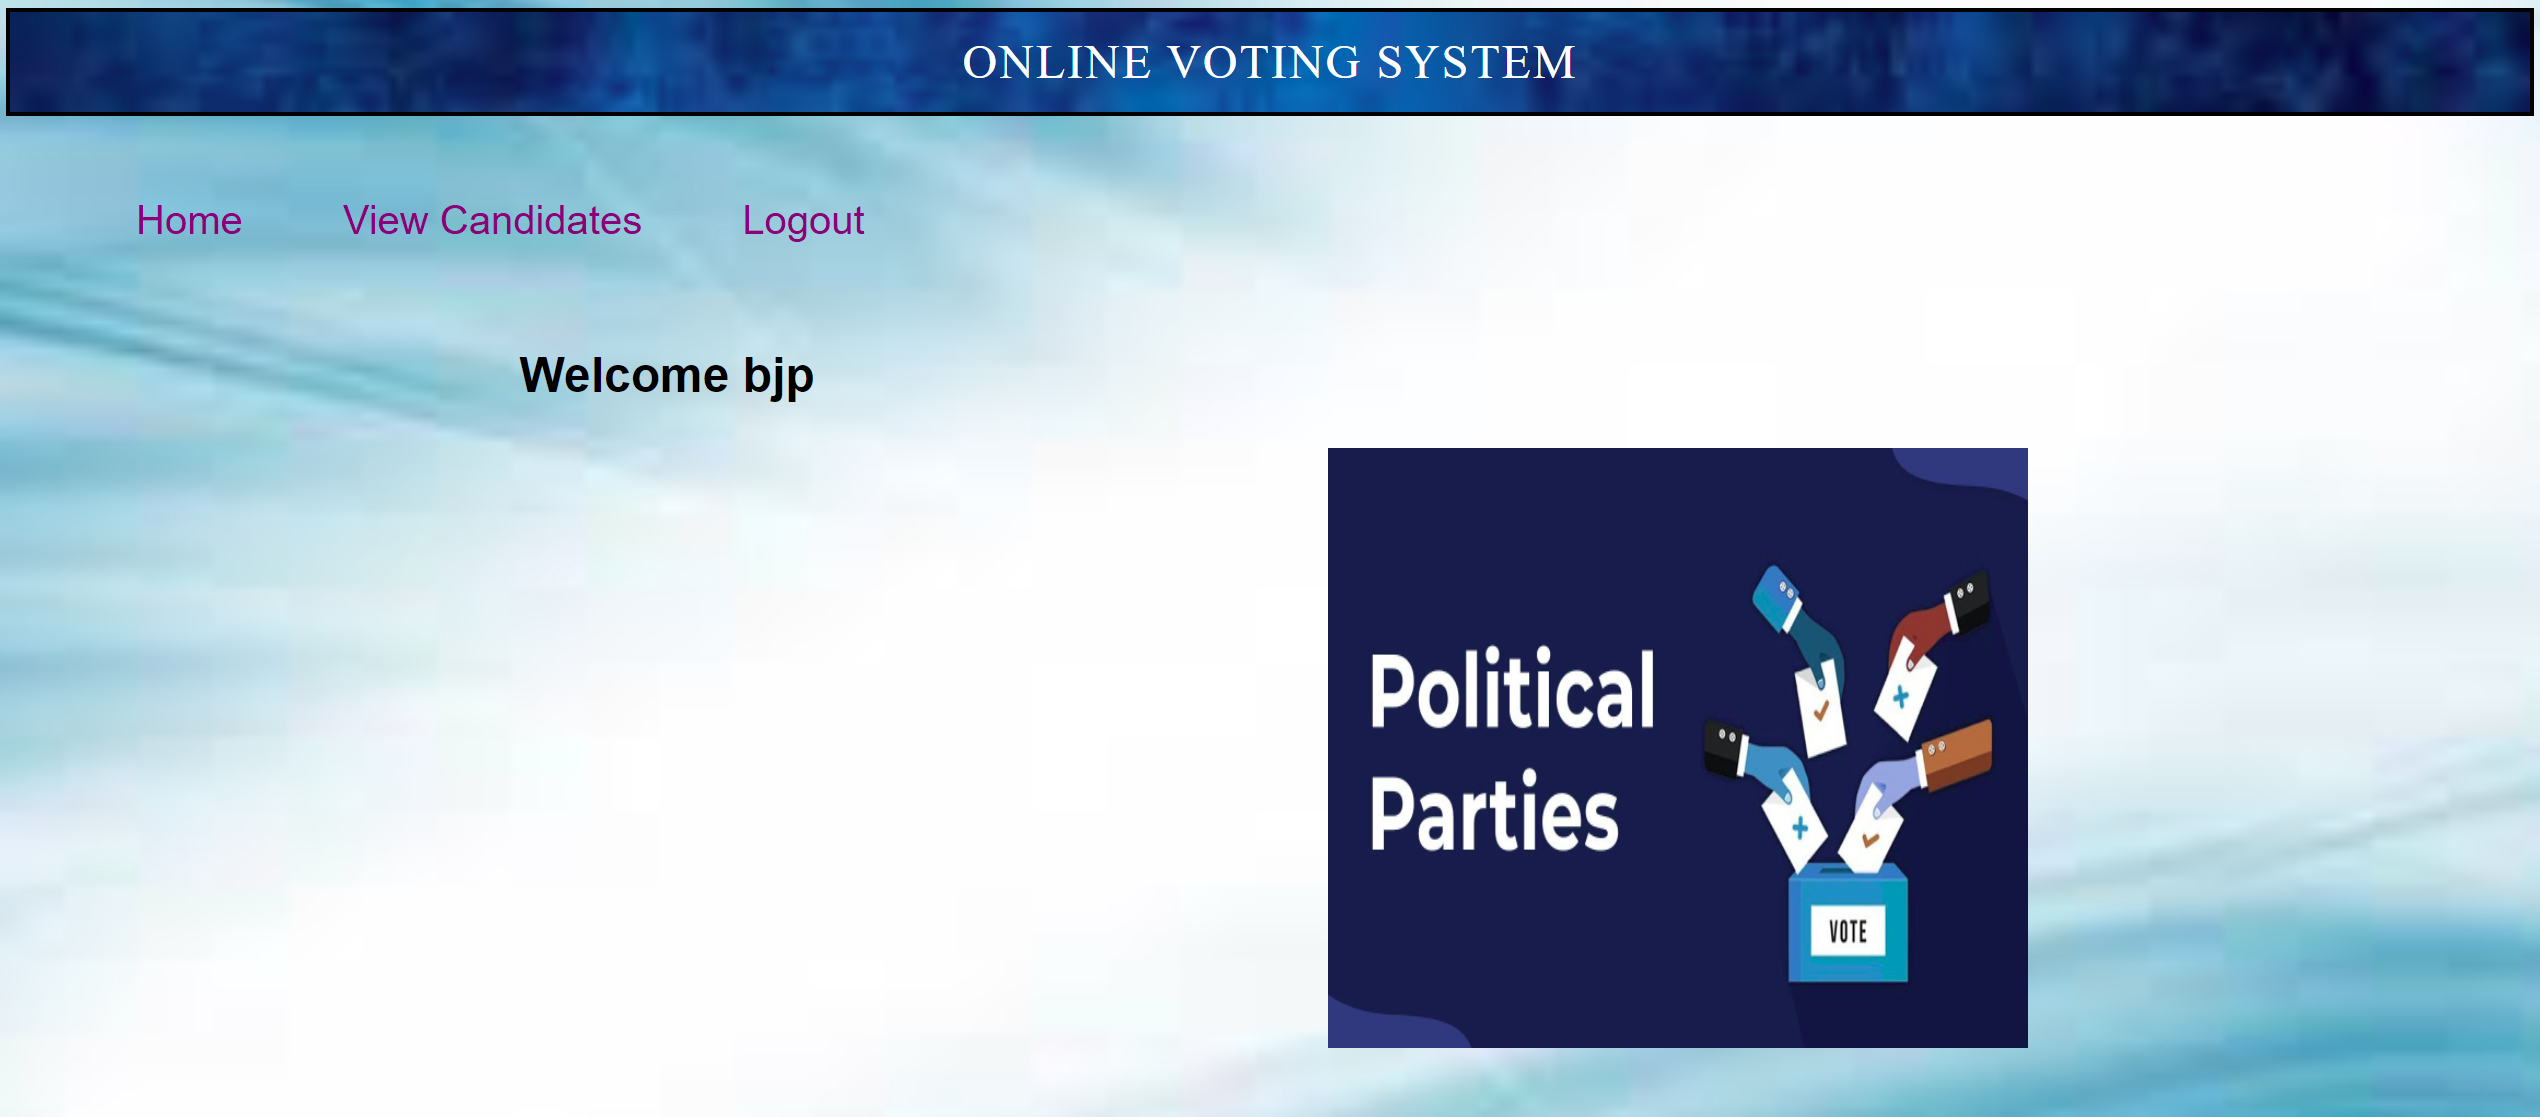 ONLINE VOTING SYSTEM
Home View Candidates Logout
Welcome bjp
Political
Parties
VOTE